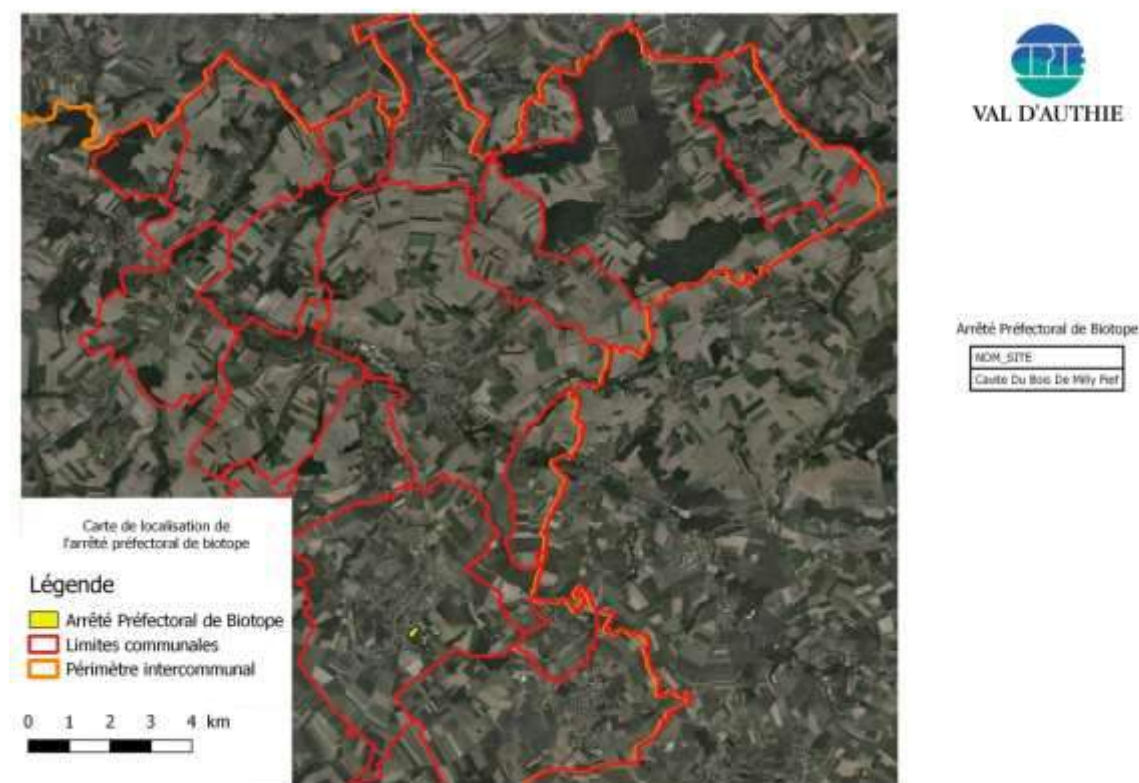 CPIE
VAL D'AUTHIE
Arrêté Préfectoral de Biotope
NOM_SITE
Cavite Du Bois De Milly Fief
Carte de localisation de
l'arrêté préfectoral de biotope
Légende
Arrêté Préfectoral de Biotope
Limites communales
Périmètre intercommunal
0 1 2 3 4 km